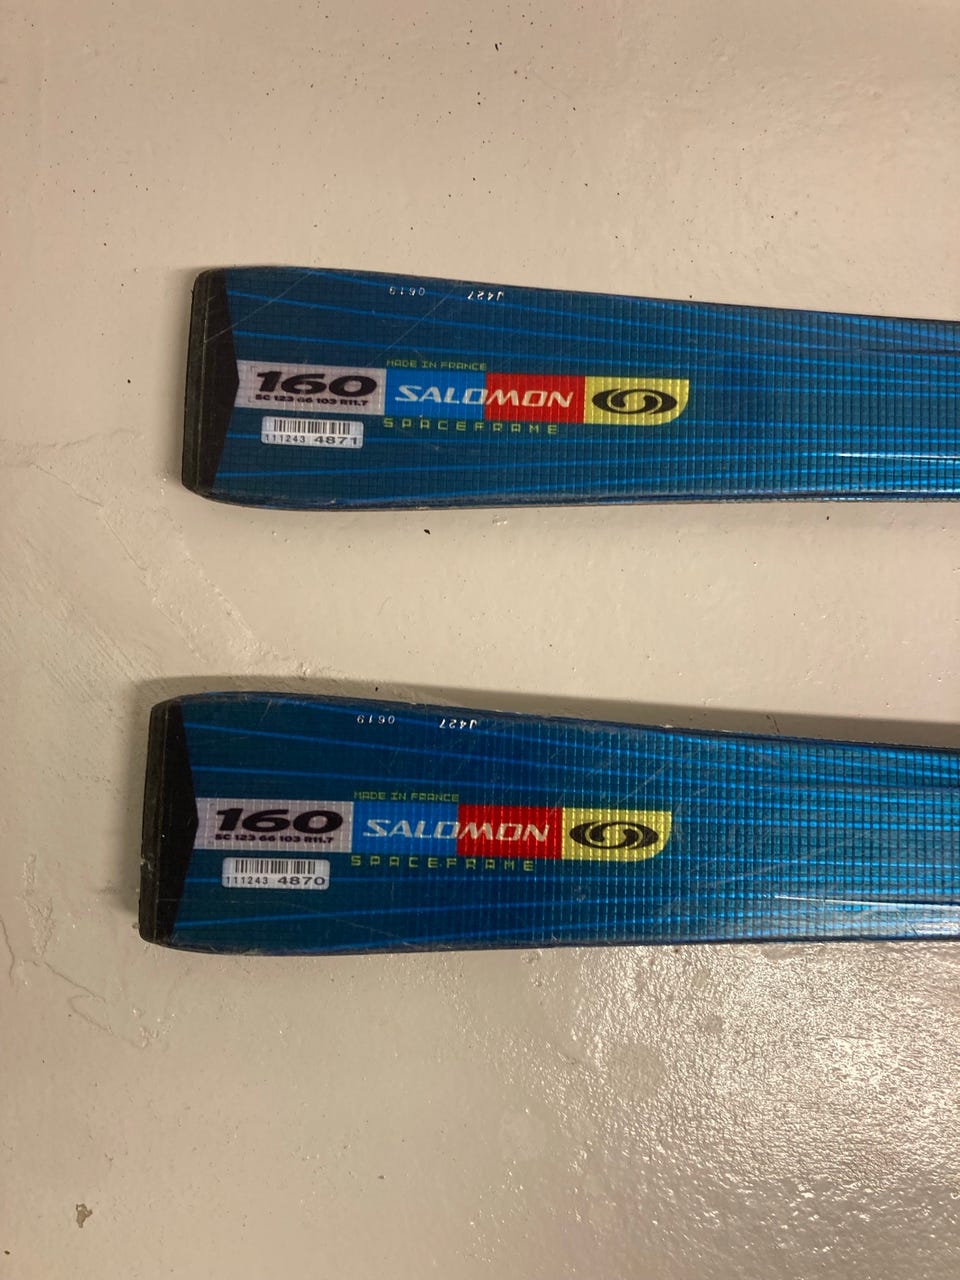 0619 J427
MADE IN FRANCE
160 SALOMON
SC 123 66 103 R11.7
SPACEFRAME
111243 4871
0619 J427
MADE IN FRANCE
160 SALOMON
SC 123 66 103 R11.7
SPACEFRAME
111243 4870